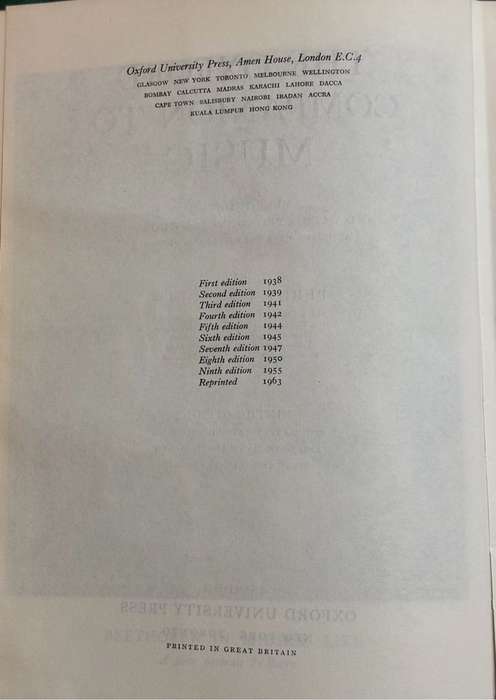 Oxford University Press, Amen House, London E.C.4
GLASGOW NEW YORK TORONTO MELBOURNE WELLINGTON
BOMBAY CALCUTTA MADRAS KARACHI LAHORE DACCA
CAPE TOWN SALISBURY NAIROBI IBADAN ACCRA
KUALA LUMPUR HONG KONG
First edition 1938
Second edition 1939
Third edition 1941
Fourth edition 1942
Fifth edition 1944
Sixth edition 1945
Seventh edition 1947
Eighth edition 1950
Ninth edition 1955
Reprinted 1963
OXFORD UNIVERSITY PRESS
PRINTED IN GREAT BRITAIN